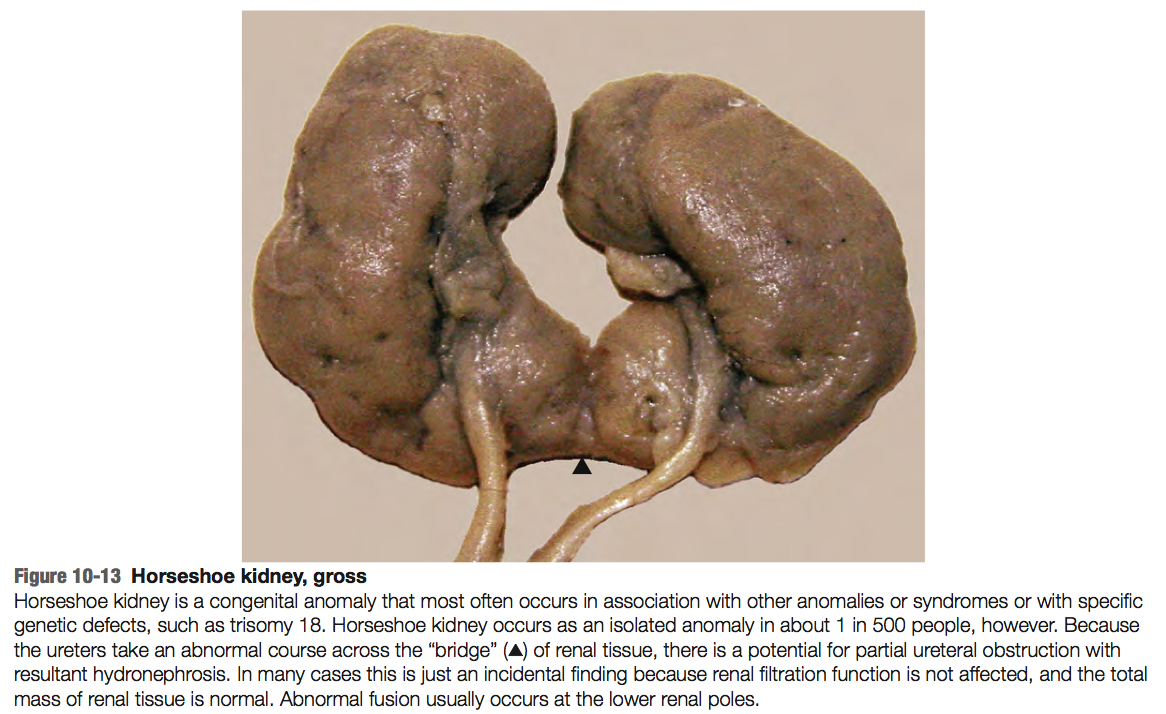 Figure 10-13 Horseshoe kidney, gross
Horseshoe kidney is a congenital anomaly that most often occurs in association with other anomalies or syndromes or with specific
genetic defects, such as trisomy 18. Horseshoe kidney occurs as an isolated anomaly in about 1 in 500 people, however. Because
the ureters take an abnormal course across the “bridge” (▲) of renal tissue, there is a potential for partial ureteral obstruction with
resultant hydronephrosis. In many cases this is just an incidental finding because renal filtration function is not affected, and the total
mass of renal tissue is normal. Abnormal fusion usually occurs at the lower renal poles.